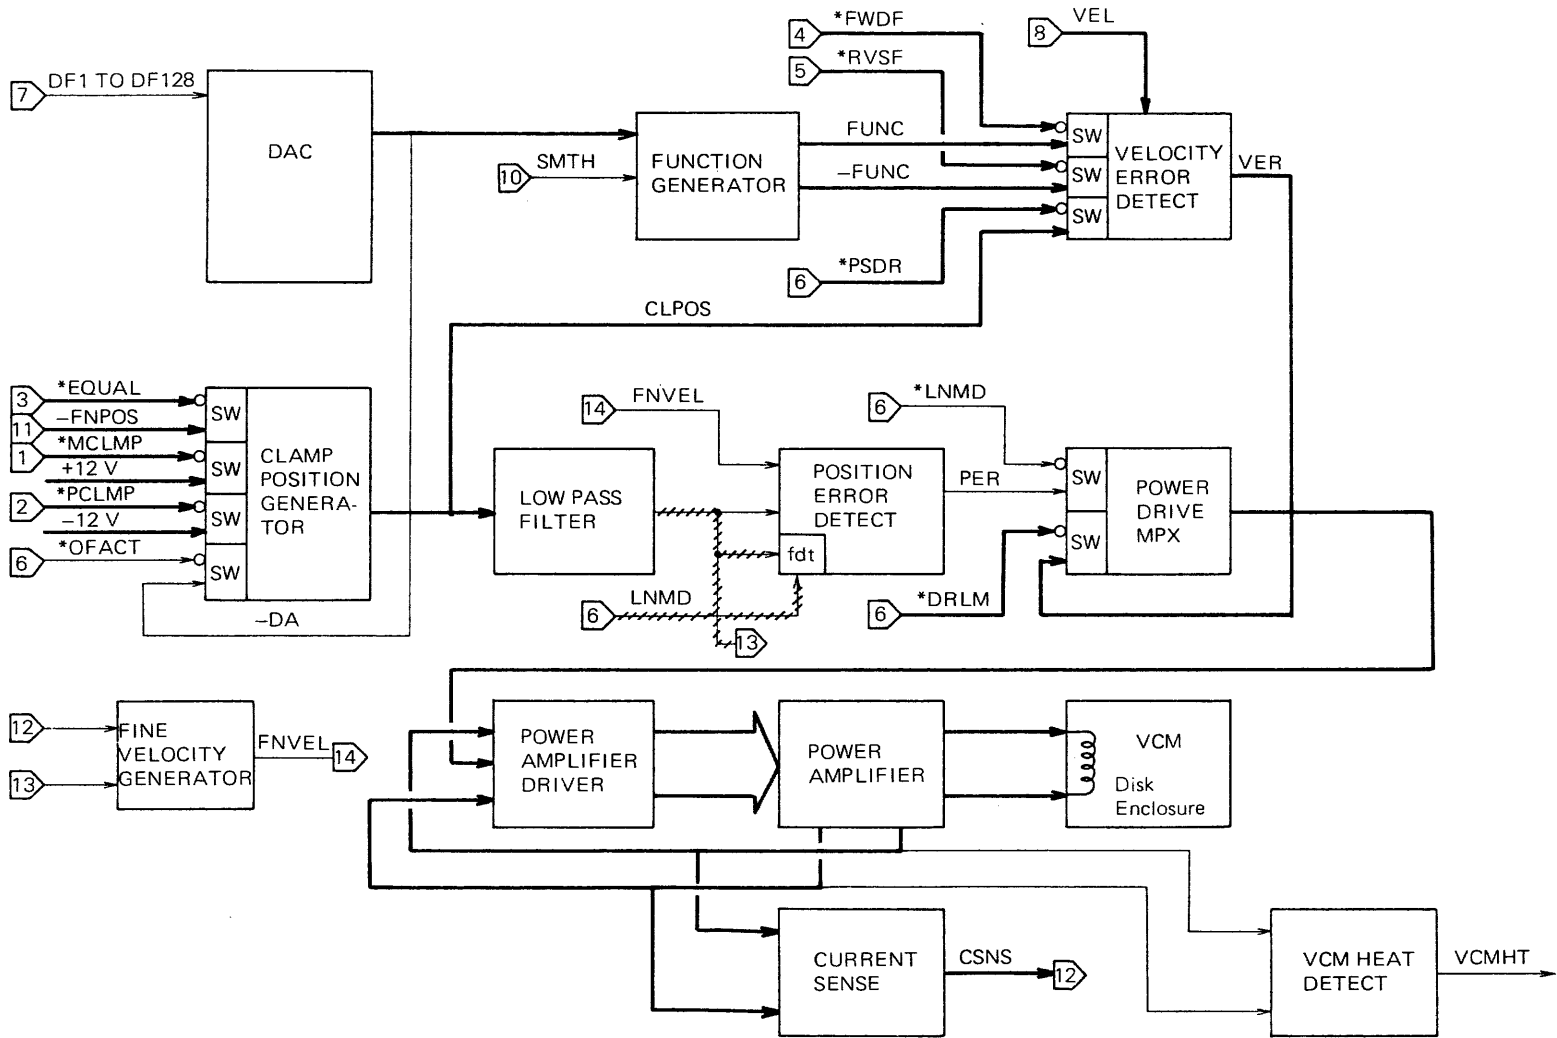 4 *FWDF
8 VEL
5 *RVSF
7 DF1 TO DF128
DAC
10 SMTH
FUNCTION
GENERATOR
FUNC
−FUNC
SW
SW
SW
VELOCITY
ERROR
DETECT
VER
6 *PSDR
CLPOS
3 *EQUAL
11 −FNPOS
1 *MCLMP
+12 V
2 *PCLMP
−12 V
6 *OFACT
SW
SW
SW
SW
CLAMP
POSITION
GENERA-
TOR
−DA
LOW PASS
FILTER
14 FNVEL
POSITION
ERROR
DETECT
fdt
PER
6 LNMD
13
6 *LNMD
6 *DRLM
SW
SW
POWER
DRIVE
MPX
12
13
FINE
VELOCITY
GENERATOR
FNVEL 14
POWER
AMPLIFIER
DRIVER
POWER
AMPLIFIER
VCM
Disk
Enclosure
CURRENT
SENSE
CSNS 12
VCM HEAT
DETECT
VCMHT